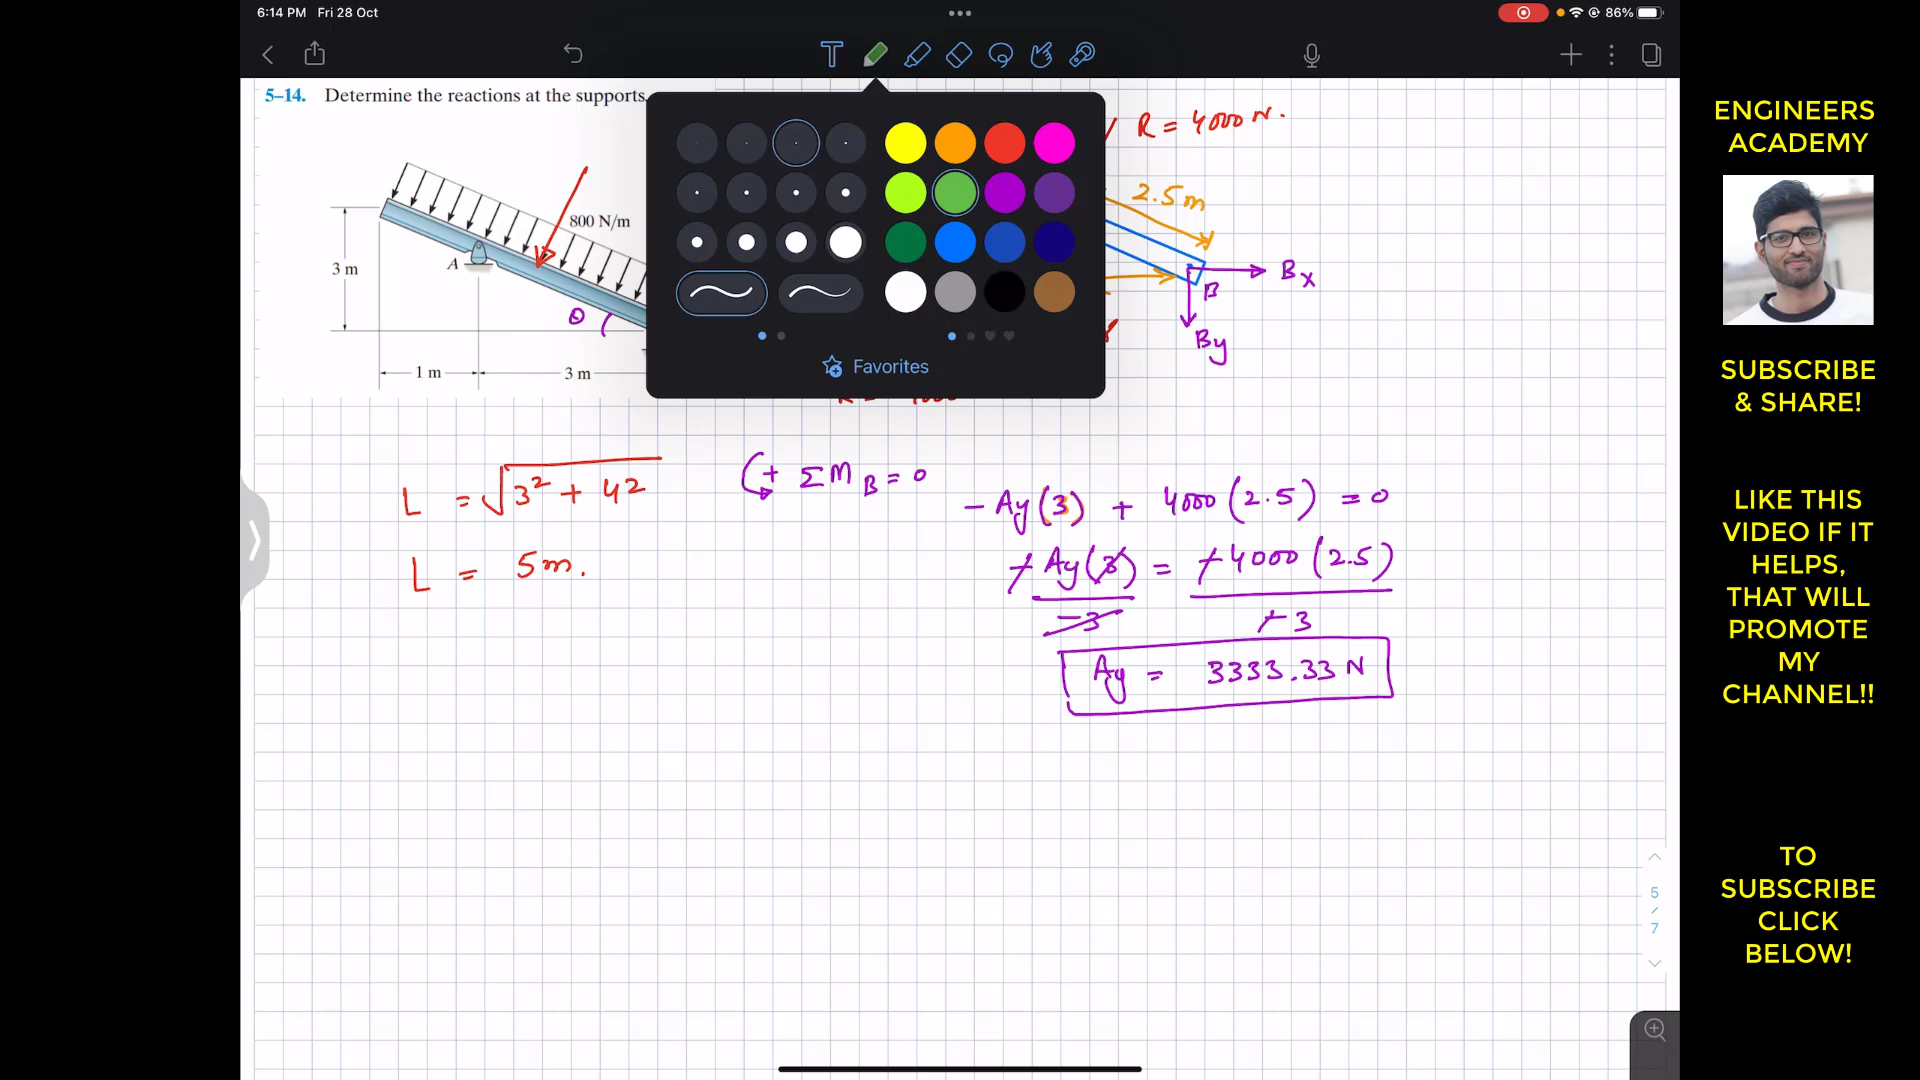 6:14 PM Fri 28 Oct
86%
T
5–14. Determine the reactions at the supports.
800 N/m
3 m
A
θ
1 m
3 m
Favorites
R = 4000 N.
2.5 m
Bx
B
By
L = √3² + 42
L = 5m.
+ ΣM B = 0
- Ay (3) + 4000 (2.5) = 0
- Ay (3) = - 4000 (2.5)
-3 -3
Ay = 3333.33 N
5
7
ENGINEERS
ACADEMY
SUBSCRIBE
& SHARE!
LIKE THIS
VIDEO IF IT
HELPS,
THAT WILL
PROMOTE
MY
CHANNEL!!
TO
SUBSCRIBE
CLICK
BELOW!